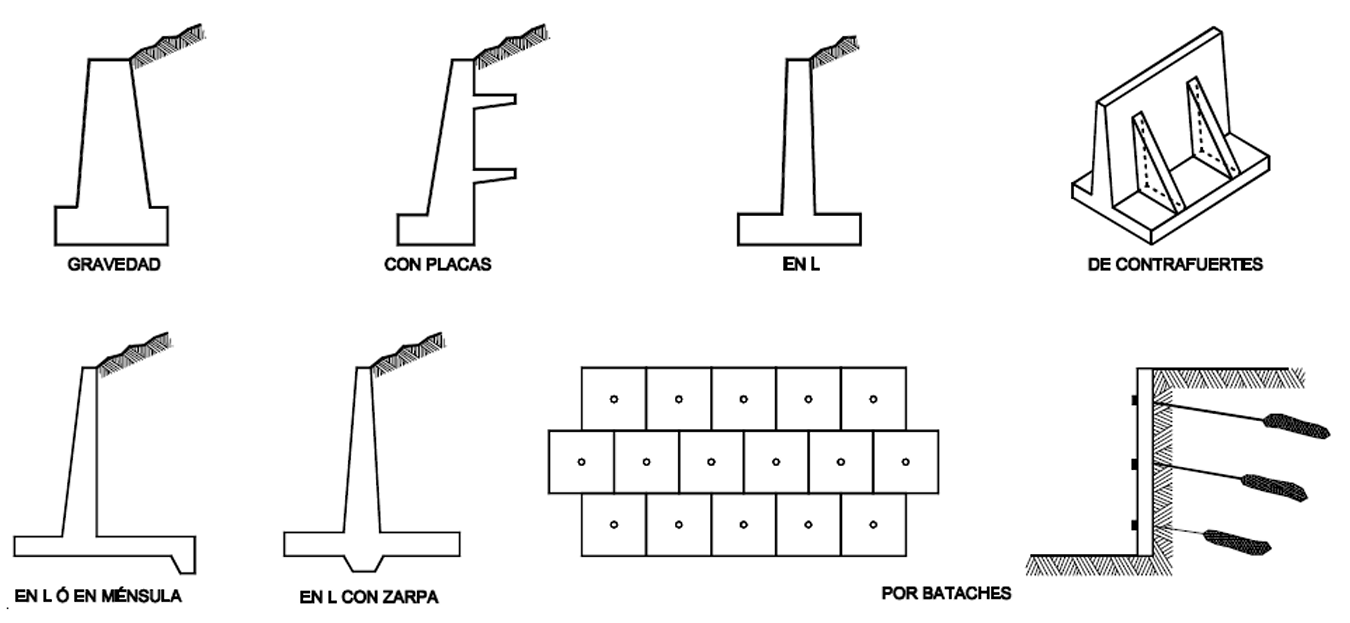 GRAVEDAD
CON PLACAS
EN L
DE CONTRAFUERTES
EN L Ó EN MÉNSULA
EN L CON ZARPA
POR BATACHES